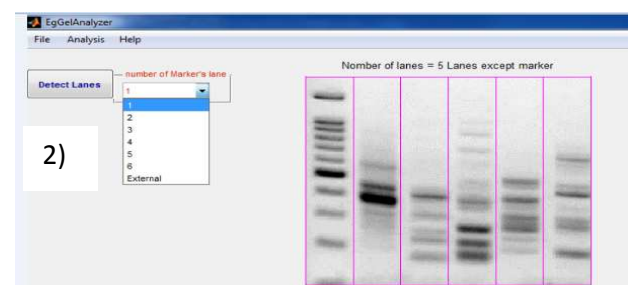 EgGelAnalyzer
File Analysis Help
Nomber of lanes = 5 Lanes except marker
number of Marker's lane
Detect Lanes
1
1
2
3
4
5
6
External
2)